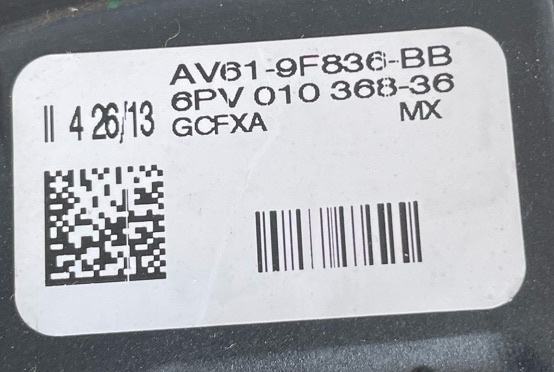 AV61-9F836-BB
6PV 010 368-36
II 4 26/13 GCFXA MX